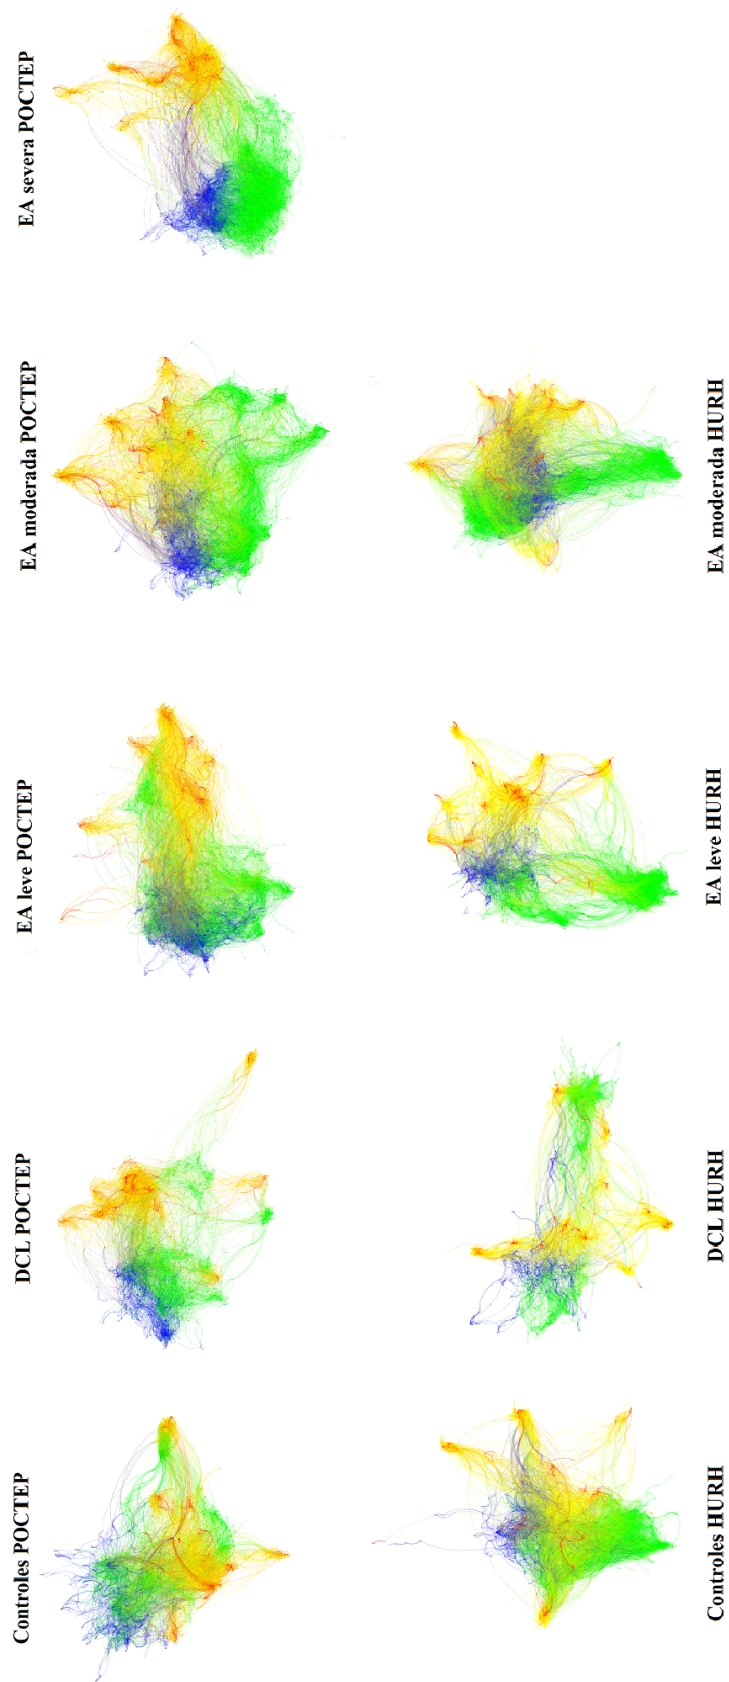 Controles POCTEP
DCL POCTEP
EA leve POCTEP
EA moderada POCTEP
EA severa POCTEP
Controles HURH
DCL HURH
EA leve HURH
EA moderada HURH